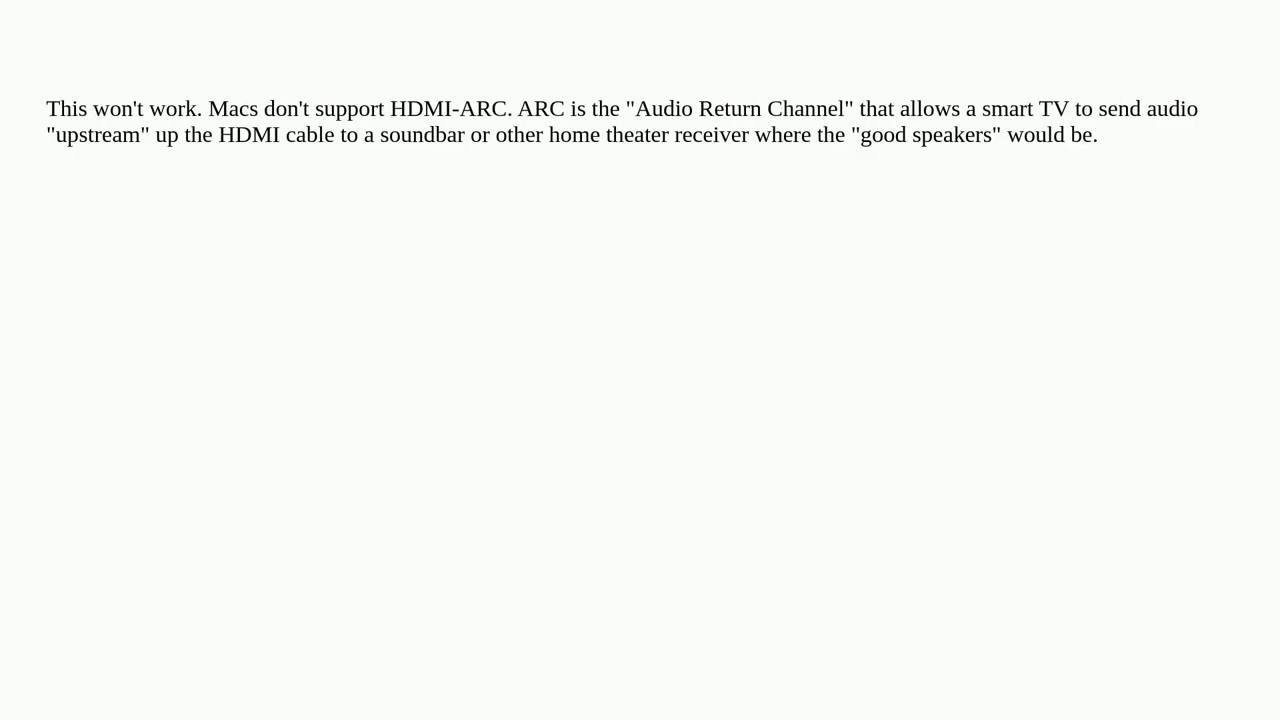 This won't work. Macs don't support HDMI-ARC. ARC is the "Audio Return Channel" that allows a smart TV to send audio
"upstream" up the HDMI cable to a soundbar or other home theater receiver where the "good speakers" would be.